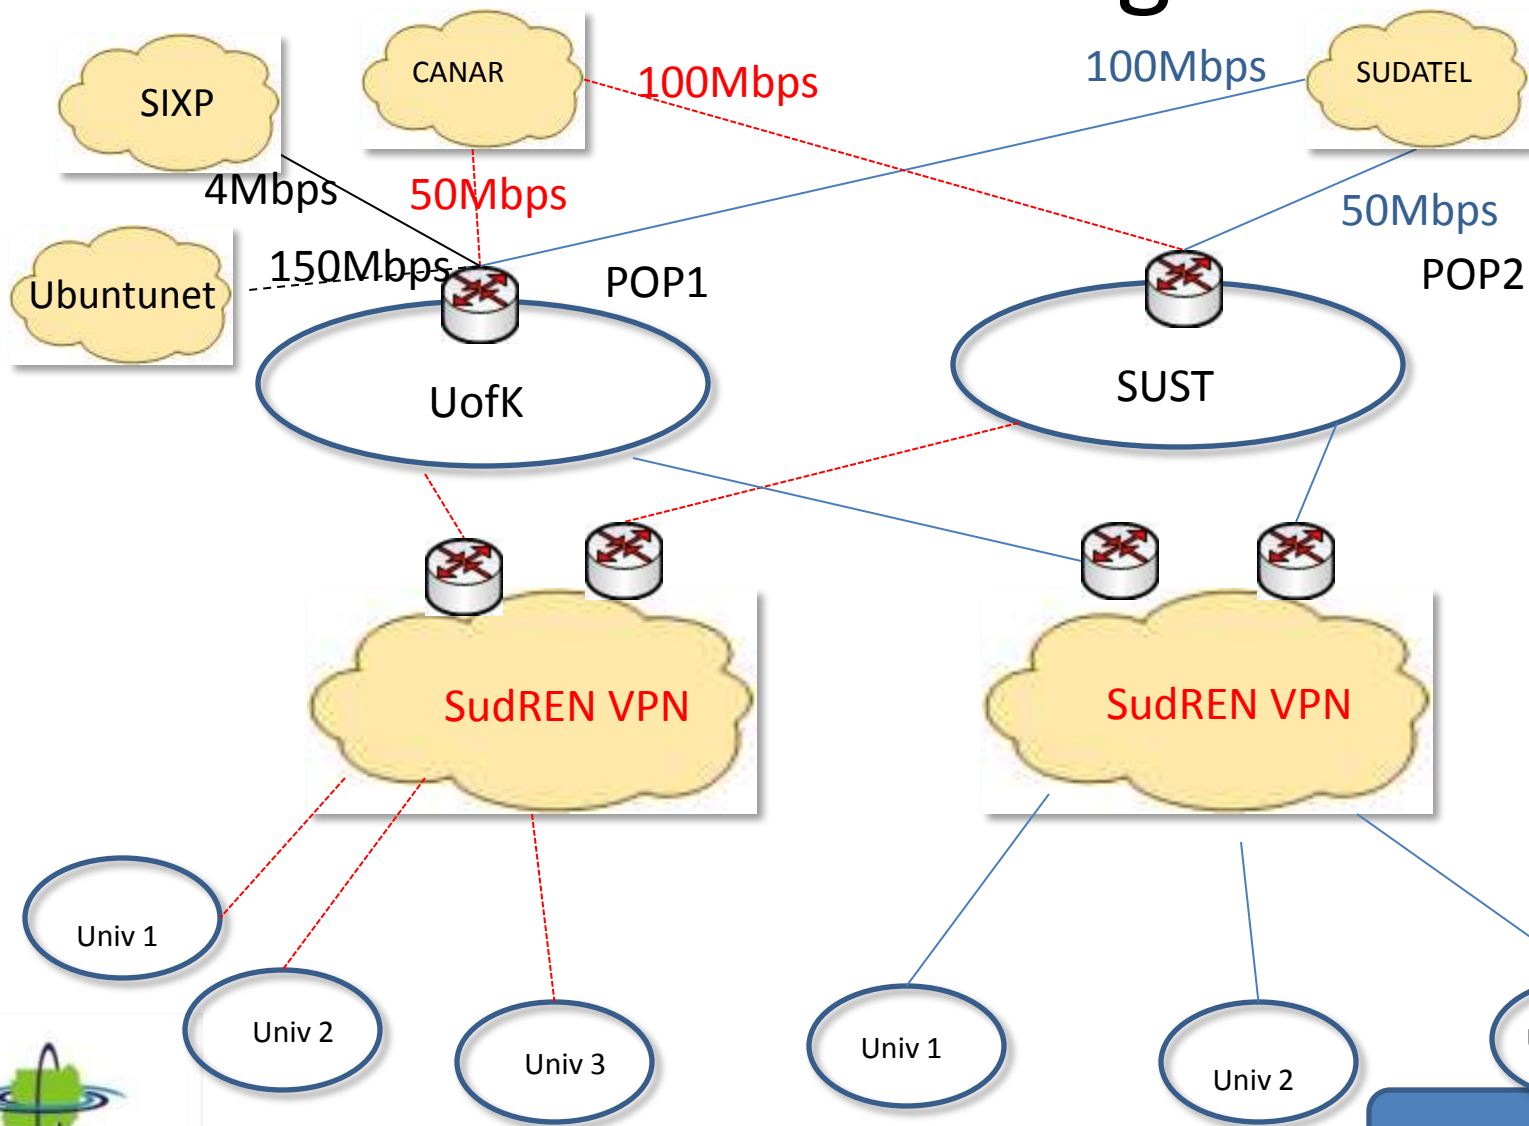 SIXP
CANAR
100Mbps
100Mbps
SUDATEL
4Mbps
50Mbps
50Mbps
Ubuntunet
150Mbps
POP1
POP2
UofK
SUST
SudREN VPN
SudREN VPN
Univ 1
Univ 2
Univ 3
Univ 1
Univ 2